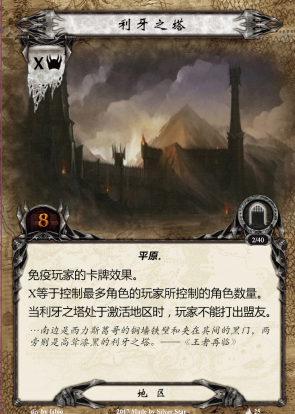 利牙之塔
X
8
2/40
平原.
免疫玩家的卡牌效果。
X等于控制最多角色的玩家所控制的角色数量。
当利牙之塔处于激活地区时，玩家不能打出盟友。
…南边是西力斯葛哥的铜墙铁壁和夹在其间的黑门，两
旁则是高耸漆黑的利牙之塔。——《王者再临》
地 区
2017 Made by Silver Star
25